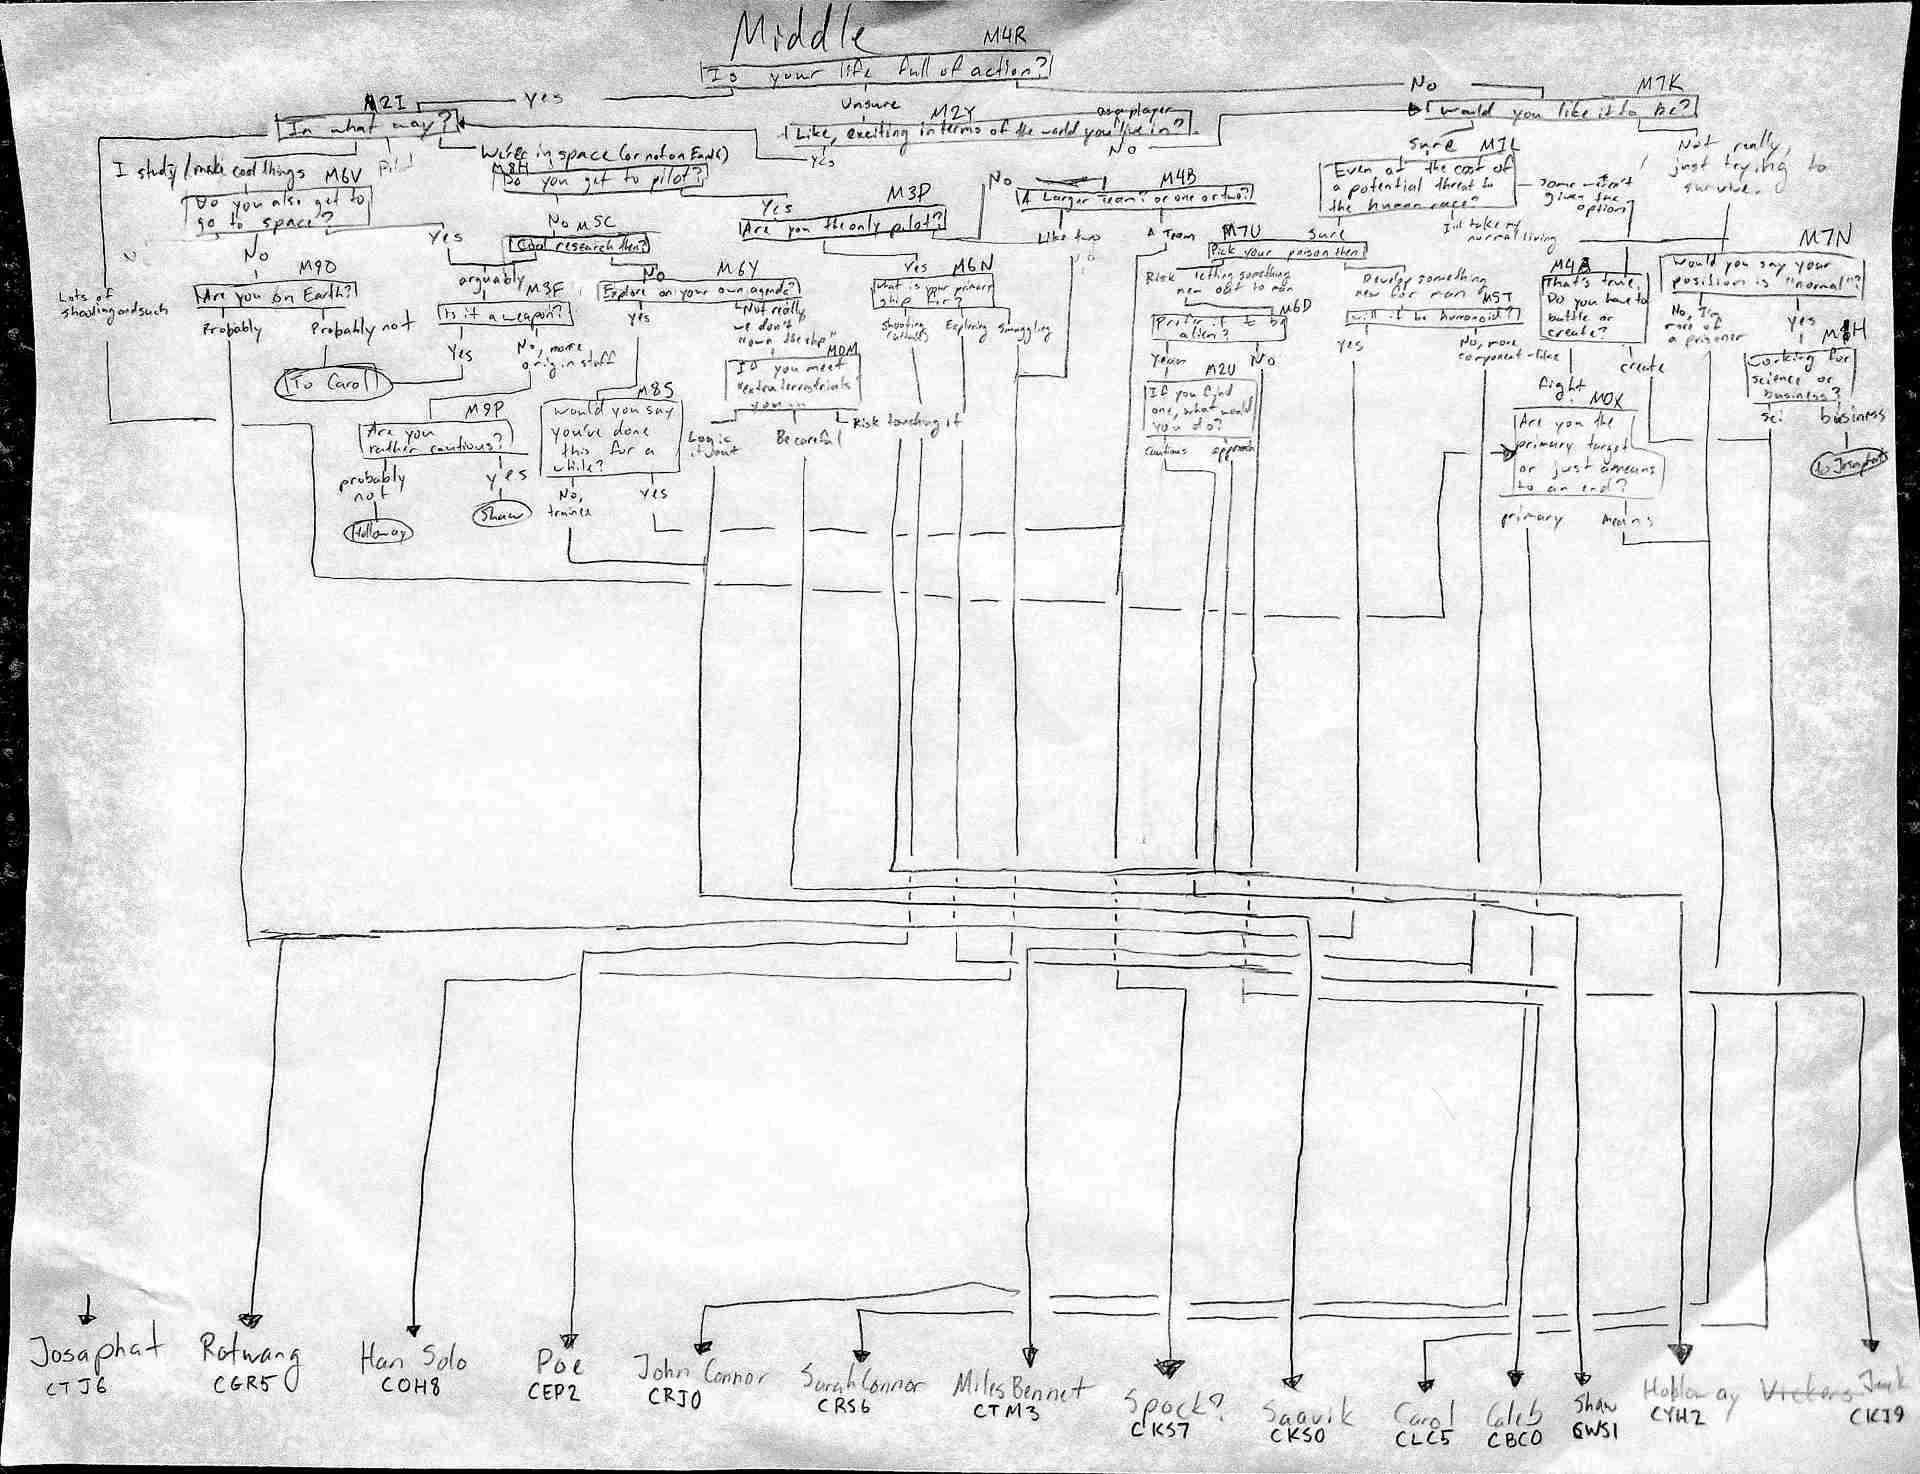 Middle
M4R
Is your life full of action?
Yes
Unsure
No
M2I
In what way?
M2Y
as a player
Like, exciting in terms of the world you live in?
Yes
No
M7K
Would you like it to be?
I study/make cool things
Pilot
We're in space (or not on Earth)
Lots of
shooting and such
M6V
Do you also get to
go to space?
No
Yes
M8H
Do you get to pilot?
No
Yes
M5C
Cool research then?
arguably
No
M3P
Are you the only pilot?
No
Yes
M4B
A Larger Team? or one or two?
Like two
A Team
Sure
M1L
Even at the cost of
a potential threat to
the human race?
Sure
I'll take my
normal living
some weren't
given the
option
Not really,
just trying to
survive.
M9O
Are you on Earth?
Probably
Probably not
To Carol
M3F
Is it a weapon?
Yes
No, more
origin stuff
M6Y
Explore on your own agenda?
Yes
Not really,
we don't
own the ship
M6N
What is your primary
ship for?
Shooting
Exploring
Smuggling
M7U
Pick your poison then
Risk letting something
new out to man
Develop something
new for man
M6D
Prefer it to be
alien?
Yeah
No
M5T
Will it be humanoid?
Yes
No, more
component-like
That's true.
Do you have to
battle or
create?
fight
create
M7N
Would you say your
position is "normal"?
No, I'm
more of
a prisoner
Yes
Working for
science or
business?
Sci
business
to Josaphat
M9P
Are you
rather cautious?
probably
not
yes
Holloway
Shaw
M8S
Would you say
you've done
this for a
while?
No,
trainee
Yes
M0M
If you meet
"extraterrestrials"
you...
Logic
it out
Be careful
Risk touching it
M2U
If you find
one, what would
you do?
Cautious
approach
M0X
Are you the
primary target
or just a means
to an end?
primary
means
Josaphat
CTJ6
Rotwang
CGR5
Han Solo
COH8
Poe
CEP2
John Connor
CRJ0
Sarah Connor
CRS6
Miles Bennet
CTM3
Spock?
CKS7
Saavik
CKS0
Carol
CLC5
Caleb
CBC0
Shaw
GWS1
Holloway
CYH2
Vickers
CKI9